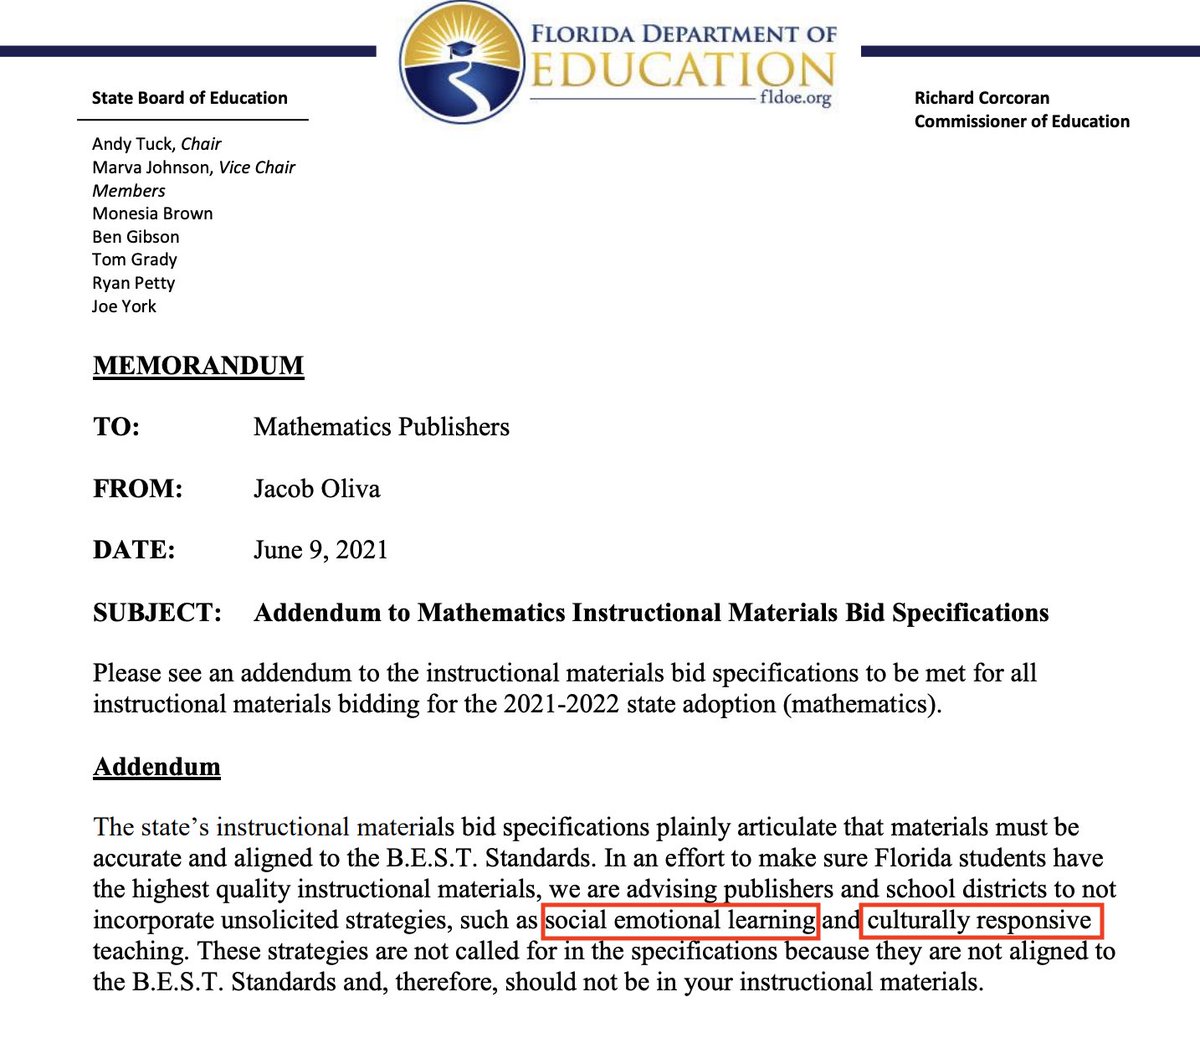 FLORIDA DEPARTMENT OF
EDUCATION
fldoe.org
State Board of Education
Andy Tuck, Chair
Marva Johnson, Vice Chair
Members
Monesia Brown
Ben Gibson
Tom Grady
Ryan Petty
Joe York
Richard Corcoran
Commissioner of Education
MEMORANDUM
TO: Mathematics Publishers
FROM: Jacob Oliva
DATE: June 9, 2021
SUBJECT: Addendum to Mathematics Instructional Materials Bid Specifications
Please see an addendum to the instructional materials bid specifications to be met for all
instructional materials bidding for the 2021-2022 state adoption (mathematics).
Addendum
The state’s instructional materials bid specifications plainly articulate that materials must be
accurate and aligned to the B.E.S.T. Standards. In an effort to make sure Florida students have
the highest quality instructional materials, we are advising publishers and school districts to not
incorporate unsolicited strategies, such as social emotional learning and culturally responsive
teaching. These strategies are not called for in the specifications because they are not aligned to
the B.E.S.T. Standards and, therefore, should not be in your instructional materials.